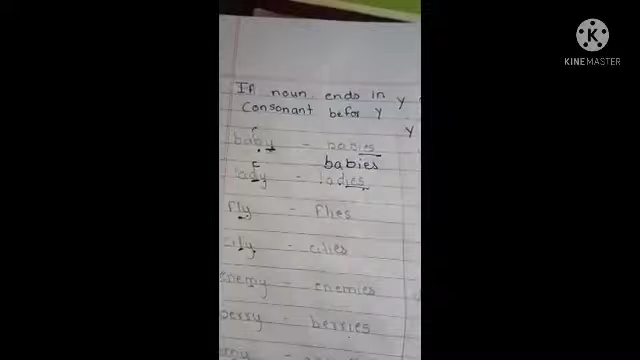 If noun ends in y
Consonant befor y
y
baby - babies
babies
lady - ladies
fly - flies
city - cities
enemy - enemies
berry - berries
K
KINEMASTER